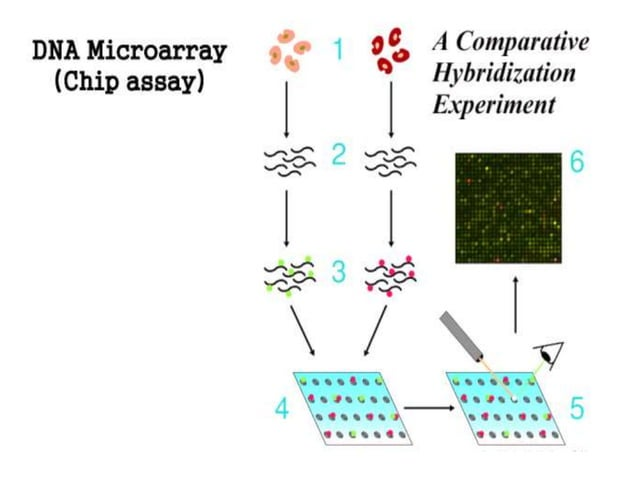 DNA Microarray
(Chip assay)
A Comparative
Hybridization
Experiment
1
2
3
4
5
6